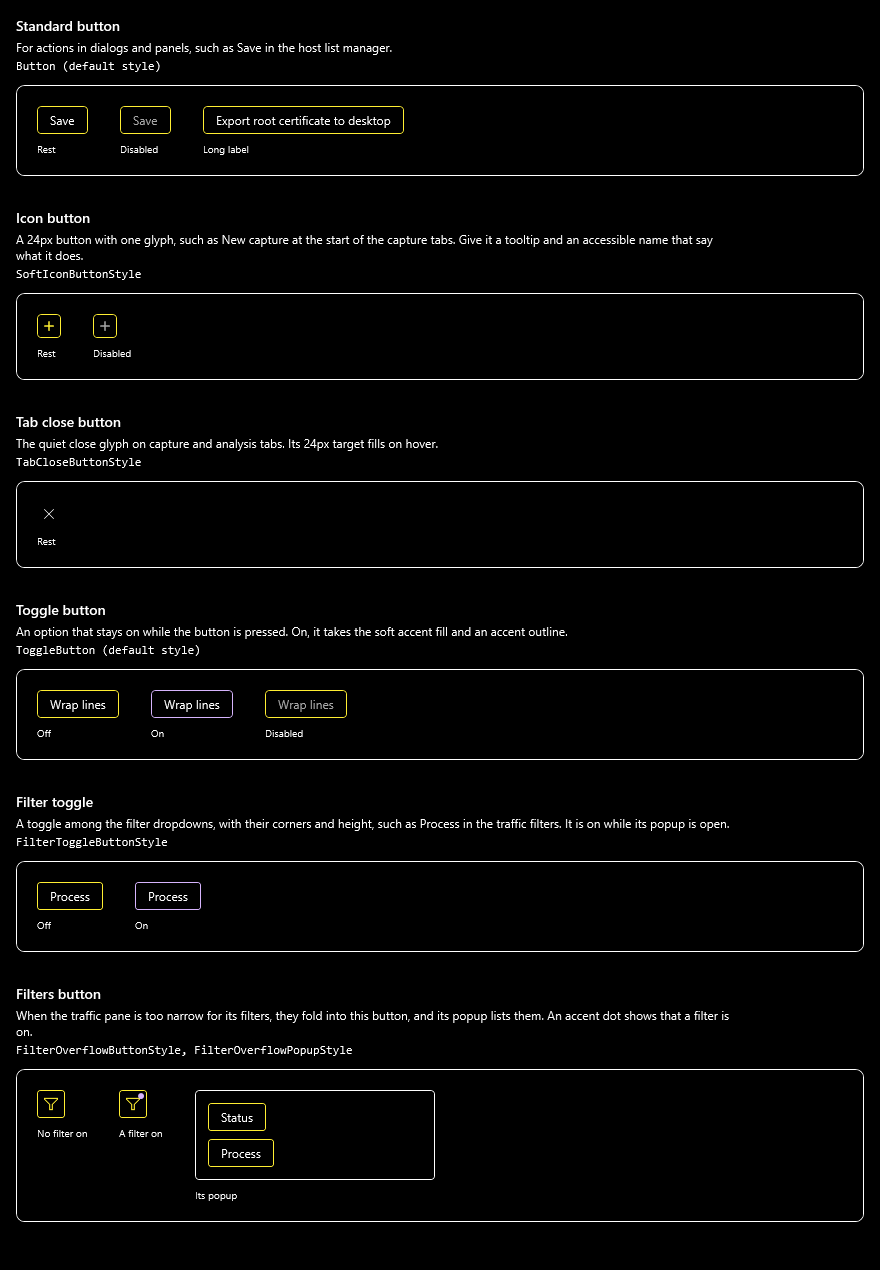 Standard button
For actions in dialogs and panels, such as Save in the host list manager.
Button (default style)
Save
Save
Export root certificate to desktop
Rest
Disabled
Long label
Icon button
A 24px button with one glyph, such as New capture at the start of the capture tabs. Give it a tooltip and an accessible name that say
what it does.
SoftIconButtonStyle
Rest
Disabled
Tab close button
The quiet close glyph on capture and analysis tabs. Its 24px target fills on hover.
TabCloseButtonStyle
Rest
Toggle button
An option that stays on while the button is pressed. On, it takes the soft accent fill and an accent outline.
ToggleButton (default style)
Wrap lines
Wrap lines
Wrap lines
Off
On
Disabled
Filter toggle
A toggle among the filter dropdowns, with their corners and height, such as Process in the traffic filters. It is on while its popup is open.
FilterToggleButtonStyle
Process
Process
Off
On
Filters button
When the traffic pane is too narrow for its filters, they fold into this button, and its popup lists them. An accent dot shows that a filter is
on.
FilterOverflowButtonStyle, FilterOverflowPopupStyle
Status
Process
No filter on
A filter on
Its popup